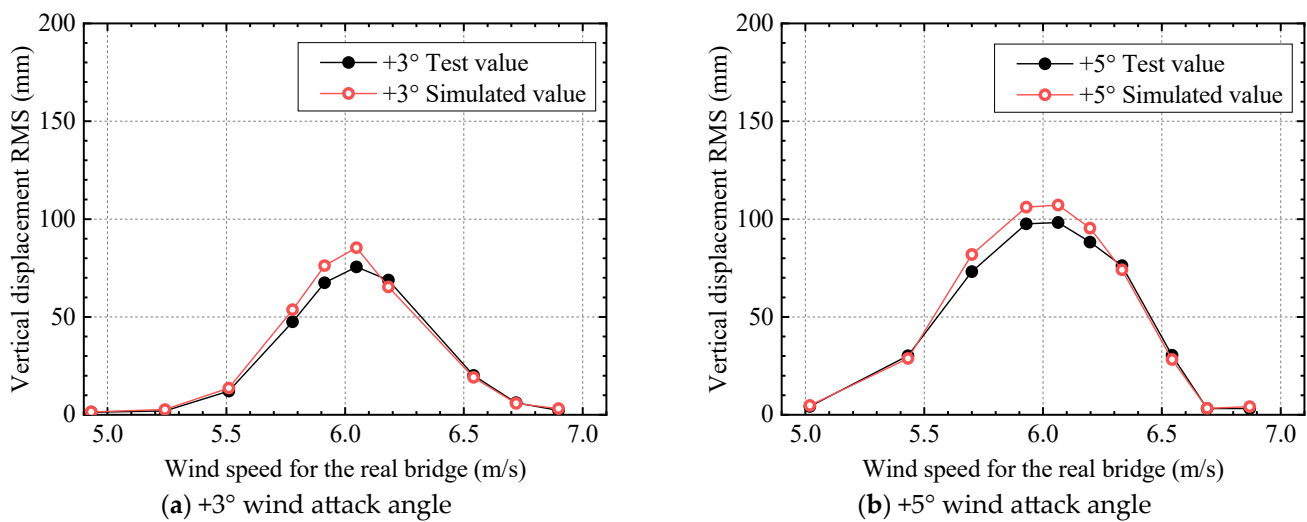 200
150
100
50
0
Vertical displacement RMS (mm)
+3° Test value
+3° Simulated value
5.0 5.5 6.0 6.5 7.0
Wind speed for the real bridge (m/s)
(a) +3° wind attack angle
200
150
100
50
0
Vertical displacement RMS (mm)
+5° Test value
+5° Simulated value
5.0 5.5 6.0 6.5 7.0
Wind speed for the real bridge (m/s)
(b) +5° wind attack angle